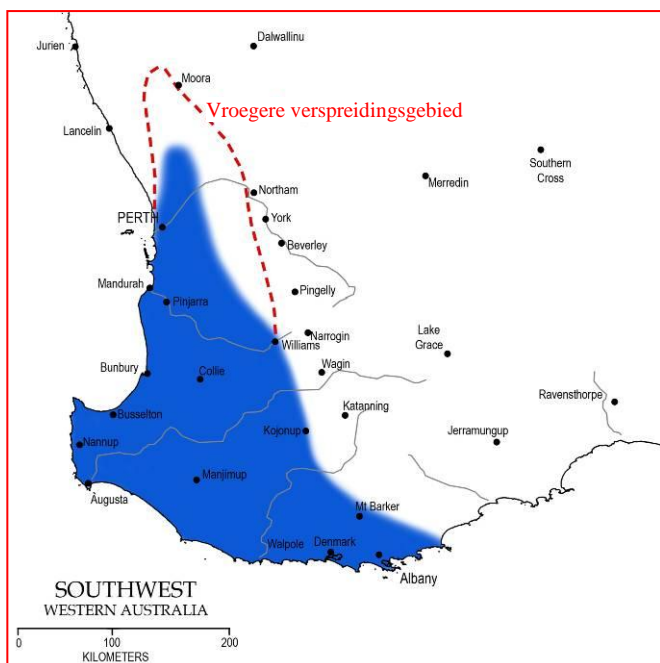 Dalwallinu
Jurien
Moora
Vroegere verspreidingsgebied
Lancelin
Southern
Cross
Merredin
Northam
York
PERTH
Beverley
Mandurah
Pingelly
Pinjarra
Narrogin
Williams
Lake
Grace
Bunbury
Collie
Wagin
Ravensthorpe
Busselton
Katanning
Kojonup
Jerramungup
Nannup
Manjimup
Augusta
Mt Barker
Walpole
Denmark
Albany
SOUTHWEST
WESTERN AUSTRALIA
0 100 200
KILOMETERS